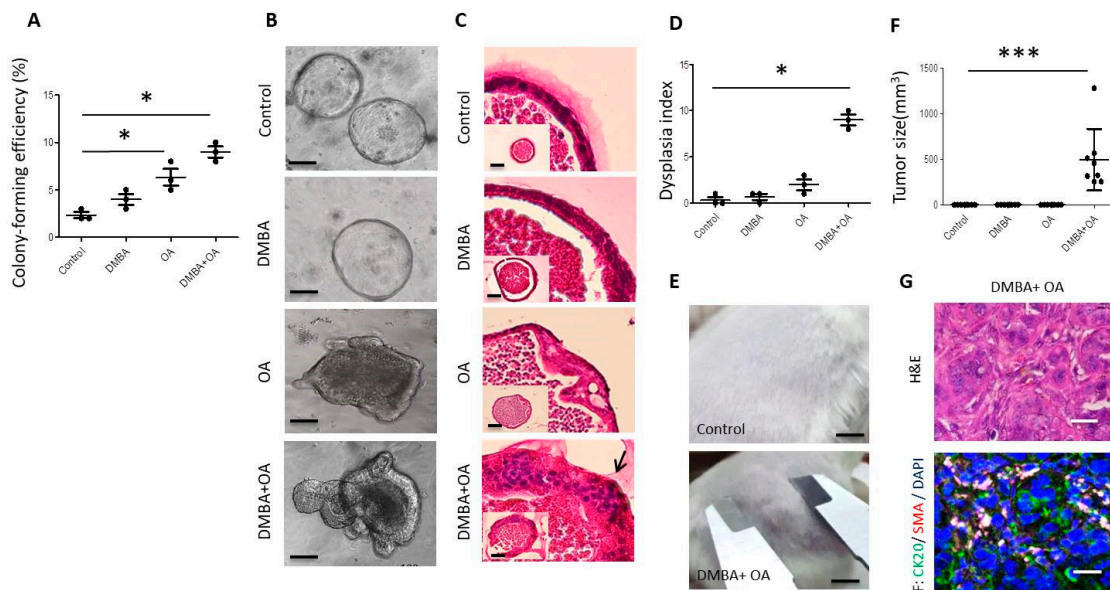 A
Colony-forming efficiency (%)
15
10
5
0
*
*
Control
DMBA
OA
DMBA+OA
B
Control
DMBA
OA
DMBA+OA
C
Control
DMBA
OA
DMBA+OA
D
Dysplasia index
15
10
5
0
*
Control
DMBA
OA
DMBA+OA
F
Tumor size(mm³)
1500
1000
500
0
***
Control
DMBA
OA
DMBA+OA
E
Control
DMBA+ OA
G
DMBA+ OA
H&E
F: CK20/ SMA / DAPI